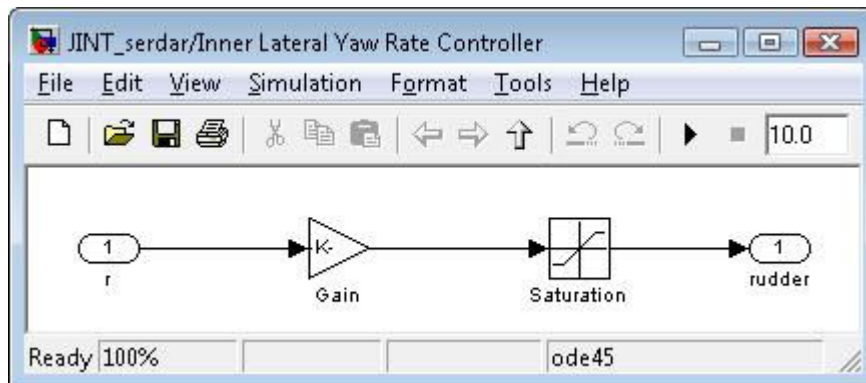 JINT_serdar/Inner Lateral Yaw Rate Controller
File Edit View Simulation Format Tools Help
10.0
1 K- 1
r Gain Saturation rudder
Ready 100% ode45